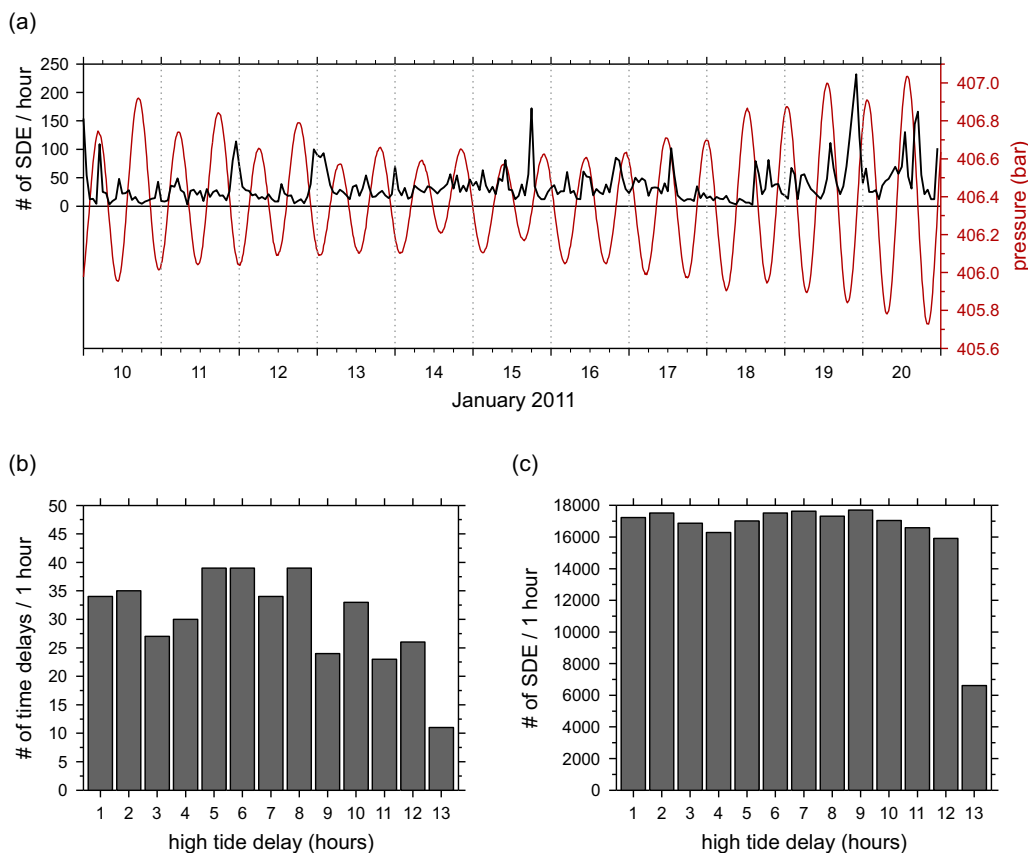 (a)
# of SDE / hour
250
200
150
100
50
0
407.0
406.8
406.6
406.4
406.2
406.0
405.8
405.6
pressure (bar)
10 11 12 13 14 15 16 17 18 19 20
January 2011
(b)
# of time delays / 1 hour
50
45
40
35
30
25
20
15
10
5
0
1 2 3 4 5 6 7 8 9 10 11 12 13
high tide delay (hours)
(c)
# of SDE / 1 hour
18000
16000
14000
12000
10000
8000
6000
4000
2000
0
1 2 3 4 5 6 7 8 9 10 11 12 13
high tide delay (hours)